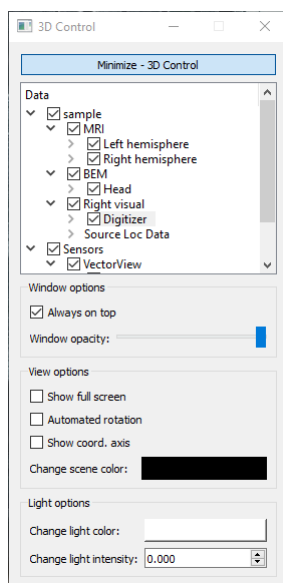 3D Control
Minimize - 3D Control
Data
sample
MRI
Left hemisphere
Right hemisphere
BEM
Head
Right visual
Digitizer
Source Loc Data
Sensors
VectorView
Window options
Always on top
Window opacity:
View options
Show full screen
Automated rotation
Show coord. axis
Change scene color:
Light options
Change light color:
Change light intensity: 0.000